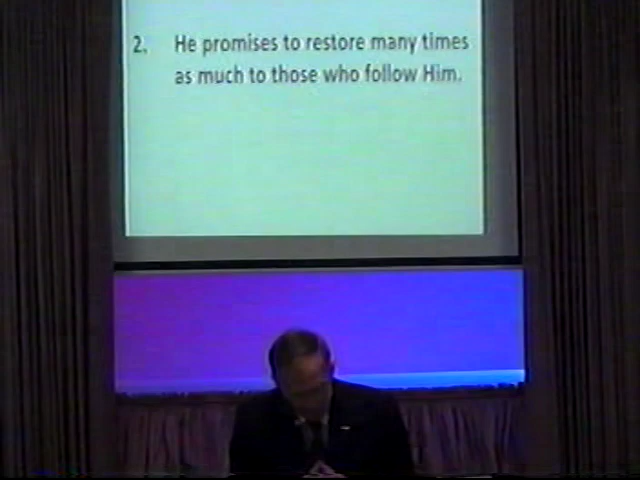 2. He promises to restore many times
as much to those who follow Him.